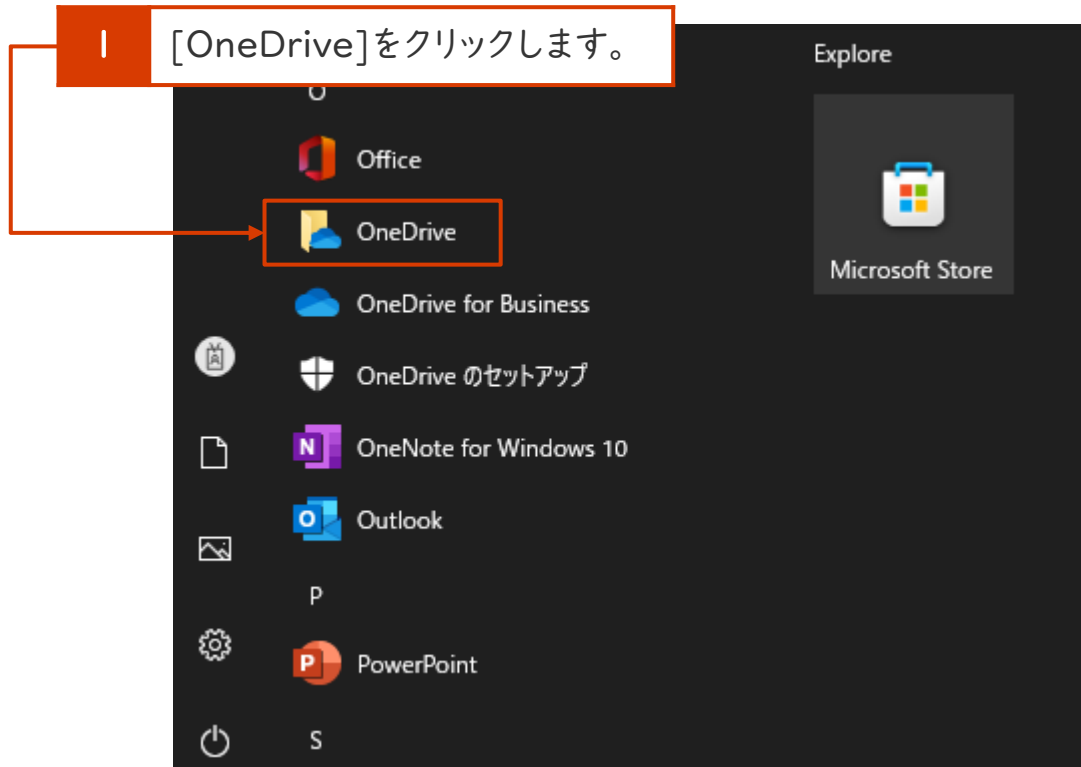 1
[OneDrive]をクリックします。
Explore
O
Office
OneDrive
Microsoft Store
OneDrive for Business
OneDrive のセットアップ
OneNote for Windows 10
Outlook
P
PowerPoint
S